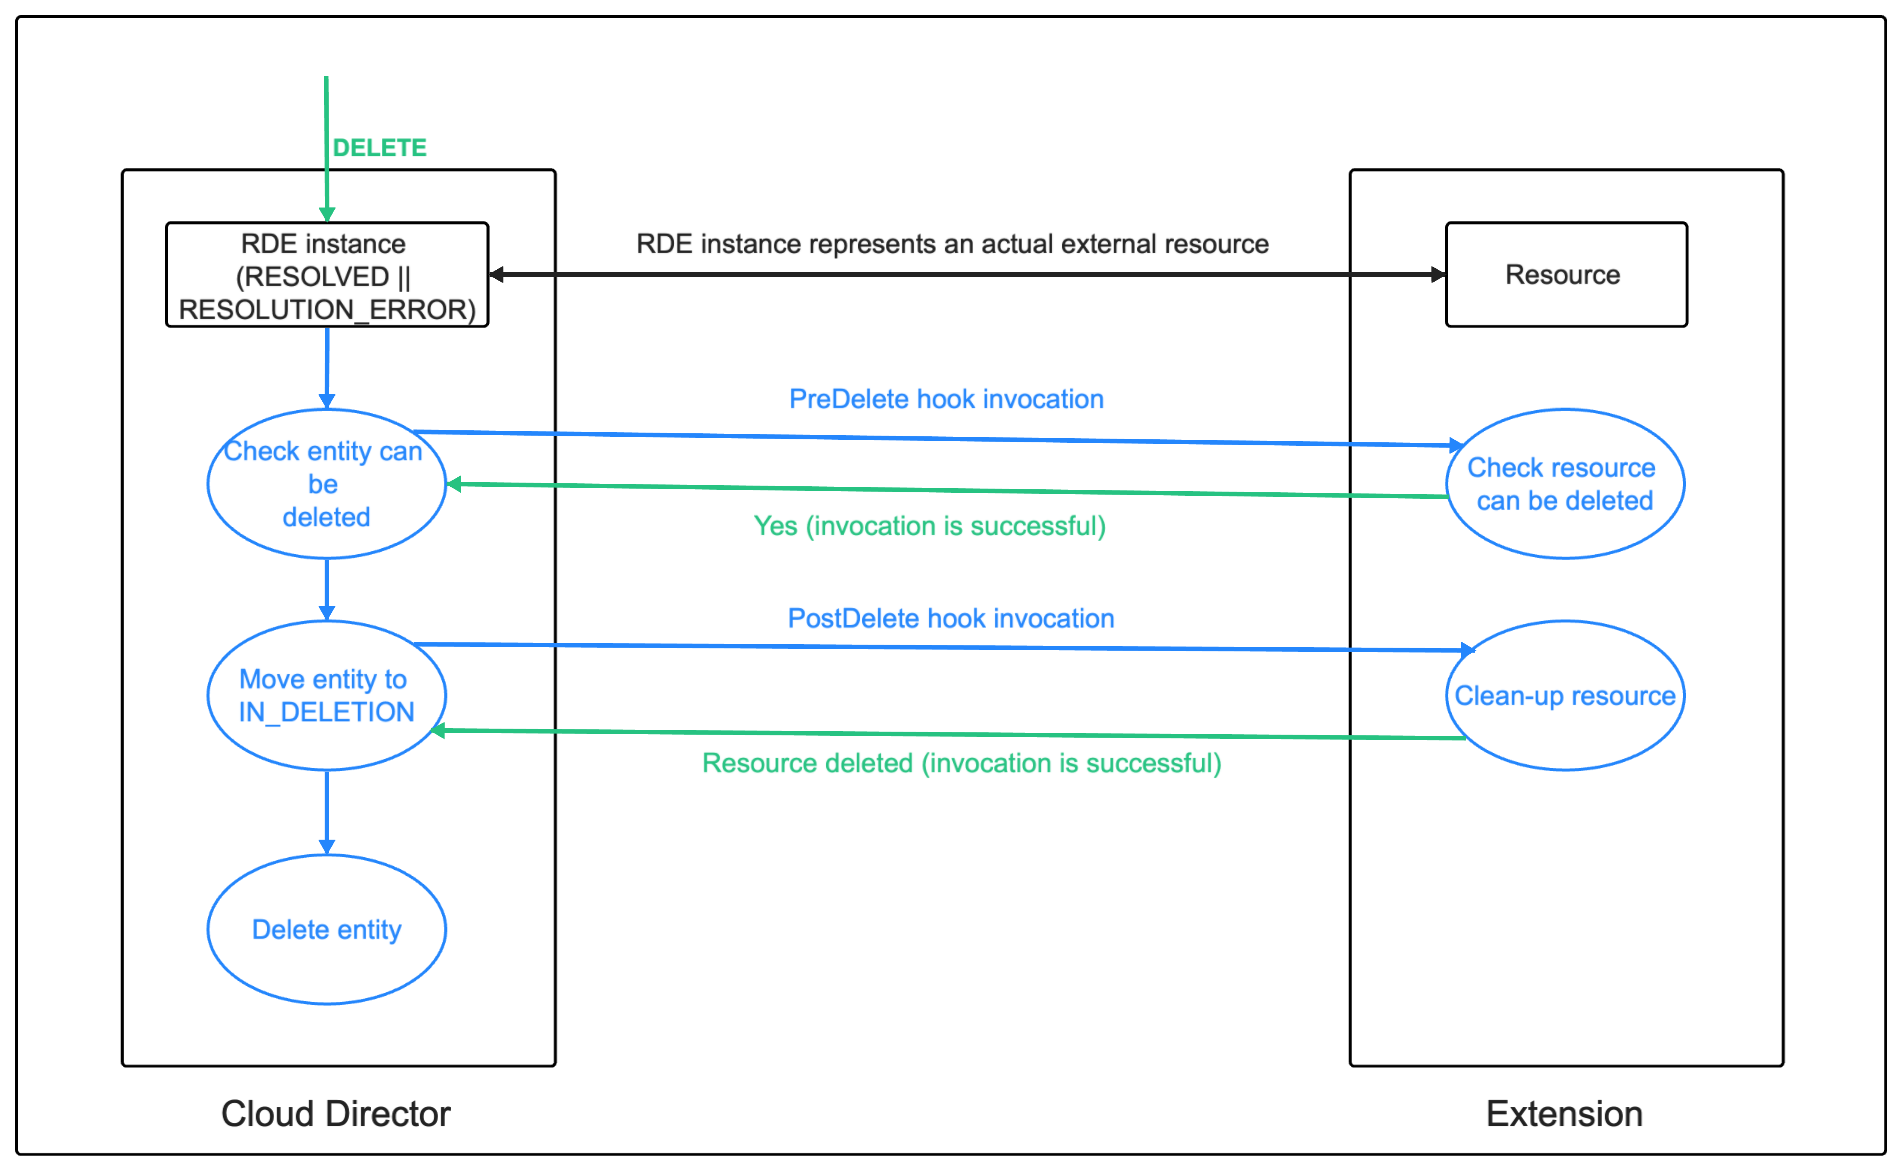 DELETE
RDE instance
(RESOLVED ||
RESOLUTION_ERROR)
RDE instance represents an actual external resource
Resource
PreDelete hook invocation
Check entity can
be
deleted
Check resource
can be deleted
Yes (invocation is successful)
PostDelete hook invocation
Move entity to
IN_DELETION
Clean-up resource
Resource deleted (invocation is successful)
Delete entity
Cloud Director
Extension